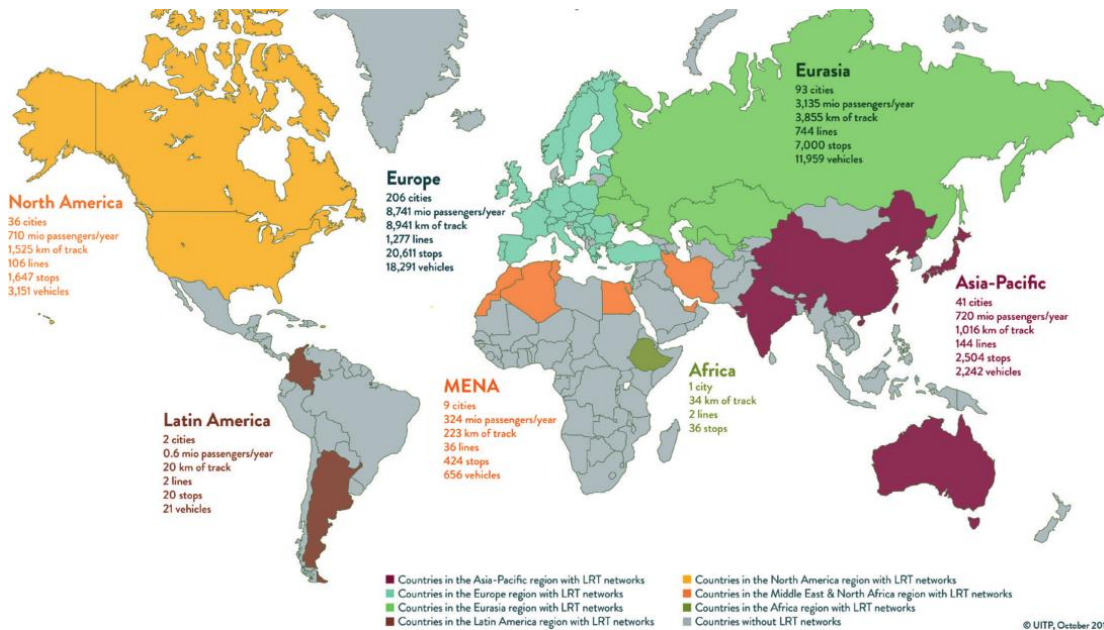 Eurasia
93 cities
3,135 mio passengers/year
3,855 km of track
744 lines
7,000 stops
11,959 vehicles
North America
36 cities
710 mio passengers/year
1,525 km of track
106 lines
1,647 stops
3,151 vehicles
Europe
206 cities
8,741 mio passengers/year
8,941 km of track
1,277 lines
20,611 stops
18,291 vehicles
Asia-Pacific
41 cities
720 mio passengers/year
1,016 km of track
144 lines
2,504 stops
2,242 vehicles
MENA
9 cities
324 mio passengers/year
223 km of track
36 lines
424 stops
656 vehicles
Africa
1 city
34 km of track
2 lines
36 stops
Latin America
2 cities
0.6 mio passengers/year
20 km of track
2 lines
20 stops
21 vehicles
Countries in the Asia-Pacific region with LRT networks
Countries in the Europe region with LRT networks
Countries in the Eurasia region with LRT networks
Countries in the Latin America region with LRT networks
Countries in the North America region with LRT networks
Countries in the Middle East & North Africa region with LRT networks
Countries in the Africa region with LRT networks
Countries without LRT networks
© UITP, October 201